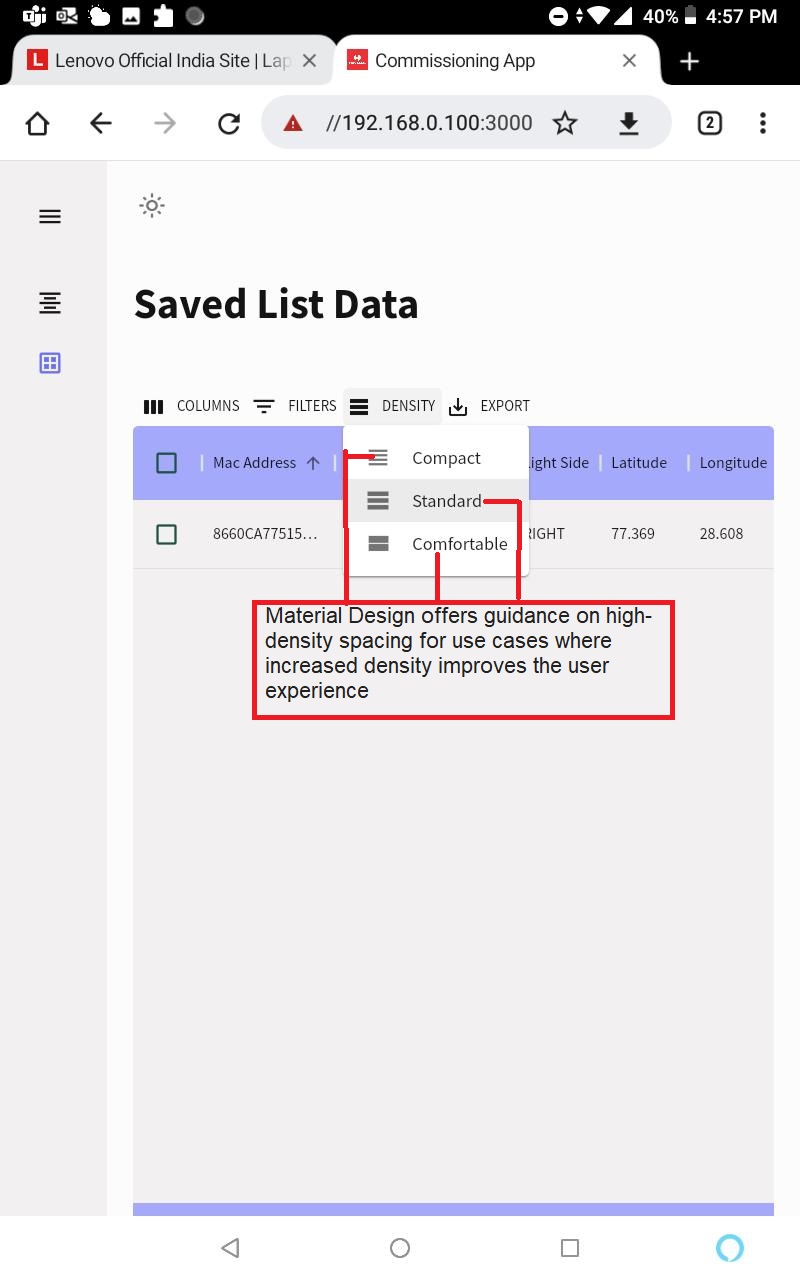 40% 4:57 PM
L Lenovo Official India Site | Lap
Commissioning App
//192.168.0.100:3000
2
Saved List Data
COLUMNS FILTERS DENSITY EXPORT
Mac Address ight Side Latitude Longitude
Compact
Standard
Comfortable
8660CA77515… RIGHT 77.369 28.608
Material Design offers guidance on high-
density spacing for use cases where
increased density improves the user
experience